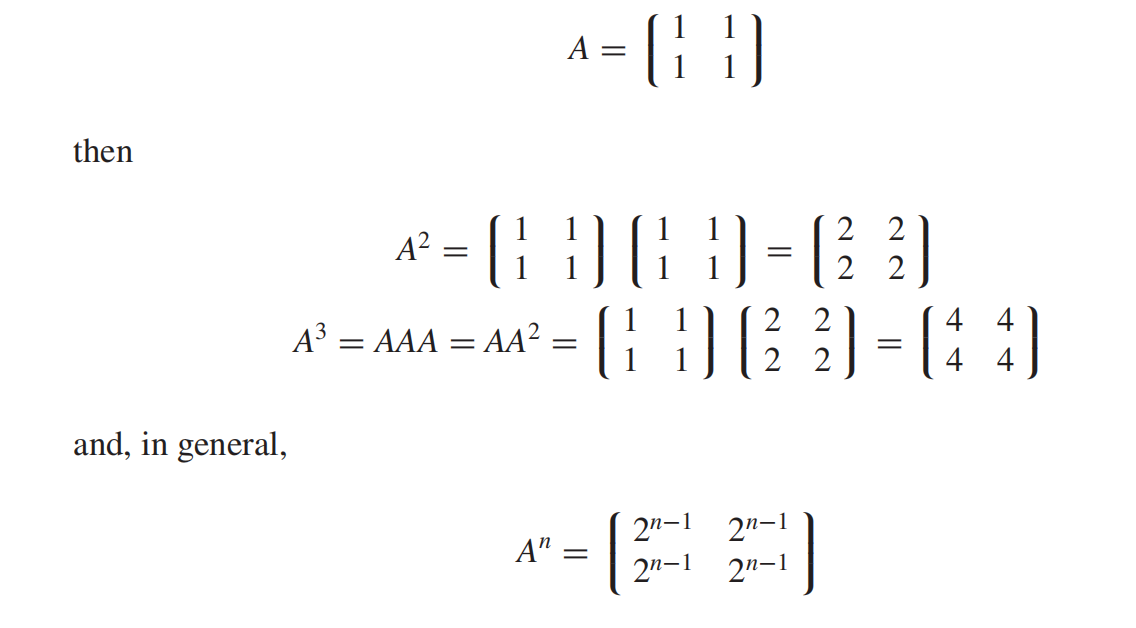 A = ( 1 1
1 1 )
then
A² = ( 1 1
1 1 ) ( 1 1
1 1 ) = ( 2 2
2 2 )
A³ = AAA = AA² = ( 1 1
1 1 ) ( 2 2
2 2 ) = ( 4 4
4 4 )
and, in general,
Aⁿ = ( 2ⁿ⁻¹ 2ⁿ⁻¹
2ⁿ⁻¹ 2ⁿ⁻¹ )